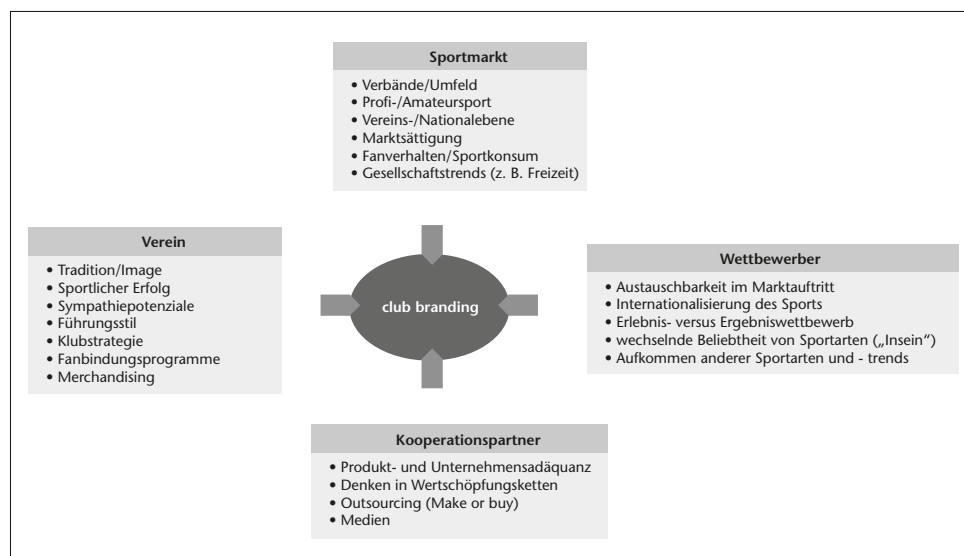 Sportmarkt
• Verbände/Umfeld
• Profi-/Amateursport
• Vereins-/Nationalebene
• Marktsättigung
• Fanverhalten/Sportkonsum
• Gesellschaftstrends (z. B. Freizeit)
Verein
• Tradition/Image
• Sportlicher Erfolg
• Sympathiepotenziale
• Führungsstil
• Klubstrategie
• Fanbindungsprogramme
• Merchandising
club branding
Wettbewerber
• Austauschbarkeit im Marktauftritt
• Internationalisierung des Sports
• Erlebnis- versus Ergebniswettbewerb
• wechselnde Beliebtheit von Sportarten („Insein“)
• Aufkommen anderer Sportarten und - trends
Kooperationspartner
• Produkt- und Unternehmensadäquanz
• Denken in Wertschöpfungsketten
• Outsourcing (Make or buy)
• Medien